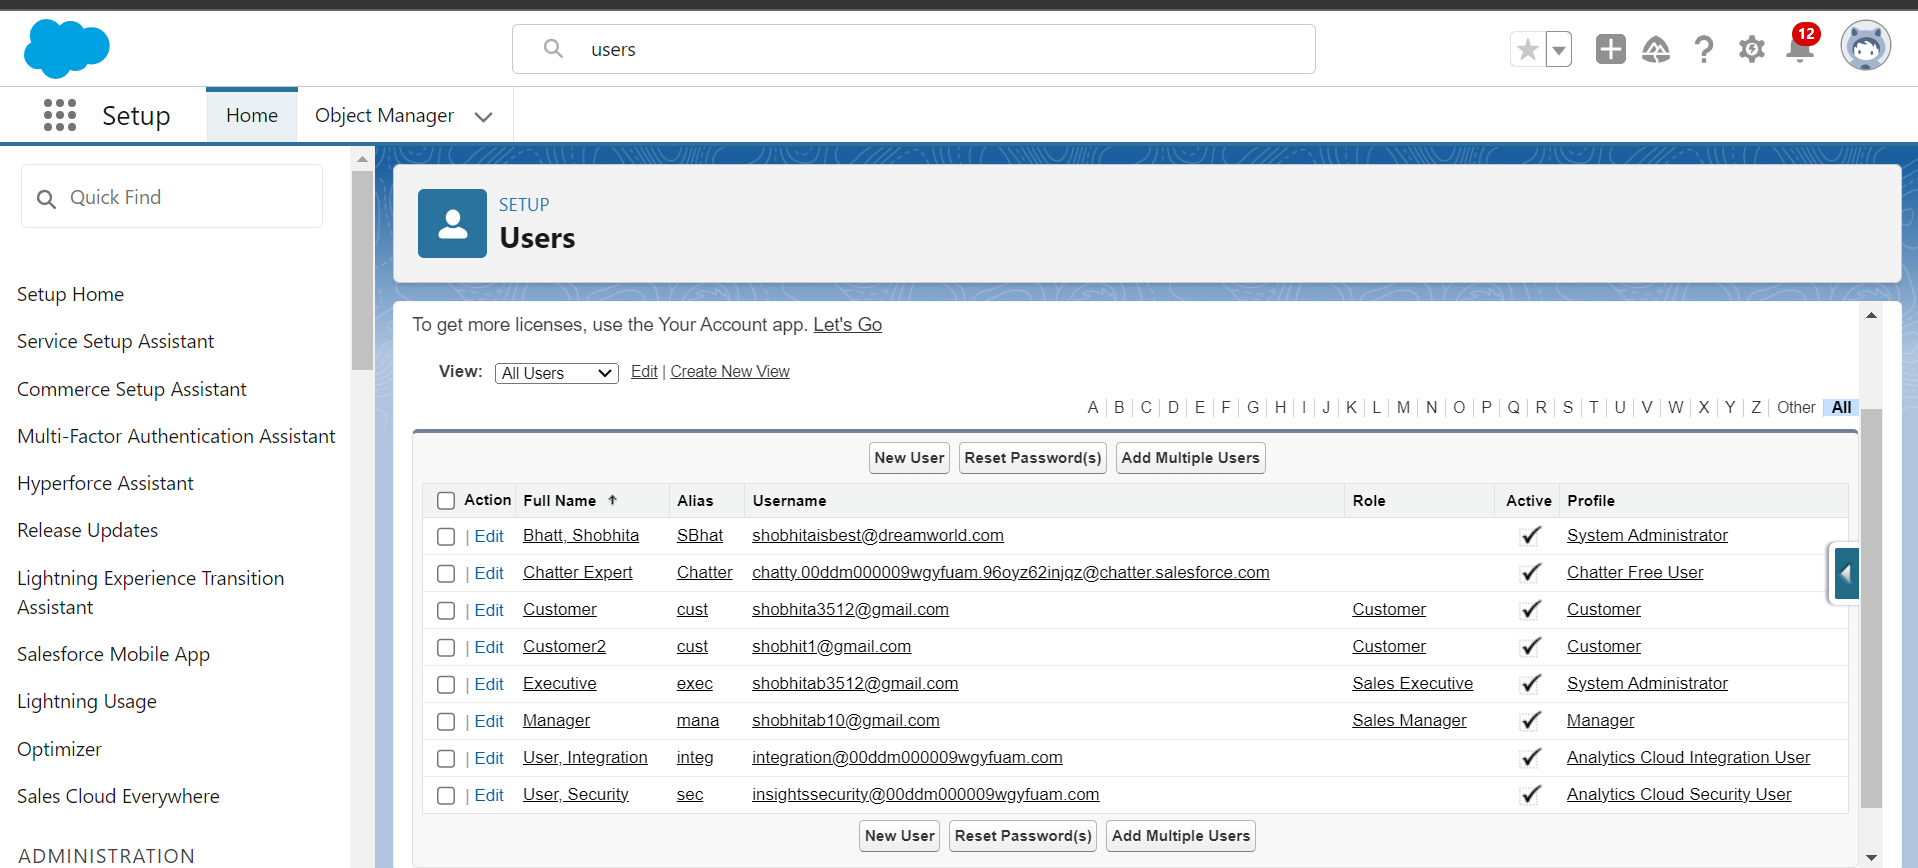 users
12
Setup
Home
Object Manager
Quick Find
Setup Home
Service Setup Assistant
Commerce Setup Assistant
Multi-Factor Authentication Assistant
Hyperforce Assistant
Release Updates
Lightning Experience Transition
Assistant
Salesforce Mobile App
Lightning Usage
Optimizer
Sales Cloud Everywhere
ADMINISTRATION
SETUP
Users
To get more licenses, use the Your Account app. Let's Go
View: All Users Edit | Create New View
A | B | C | D | E | F | G | H | I | J | K | L | M | N | O | P | Q | R | S | T | U | V | W | X | Y | Z | Other | All
New User Reset Password(s) Add Multiple Users
Action Full Name Alias Username Role Active Profile
| Edit Bhatt, Shobhita SBhat shobhitaisbest@dreamworld.com System Administrator
| Edit Chatter Expert Chatter chatty.00ddm000009wgyfuam.96oyz62injqz@chatter.salesforce.com Chatter Free User
| Edit Customer cust shobhita3512@gmail.com Customer Customer
| Edit Customer2 cust shobhit1@gmail.com Customer Customer
| Edit Executive exec shobhitab3512@gmail.com Sales Executive System Administrator
| Edit Manager mana shobhitab10@gmail.com Sales Manager Manager
| Edit User, Integration integ integration@00ddm000009wgyfuam.com Analytics Cloud Integration User
| Edit User, Security sec insightssecurity@00ddm000009wgyfuam.com Analytics Cloud Security User
New User Reset Password(s) Add Multiple Users